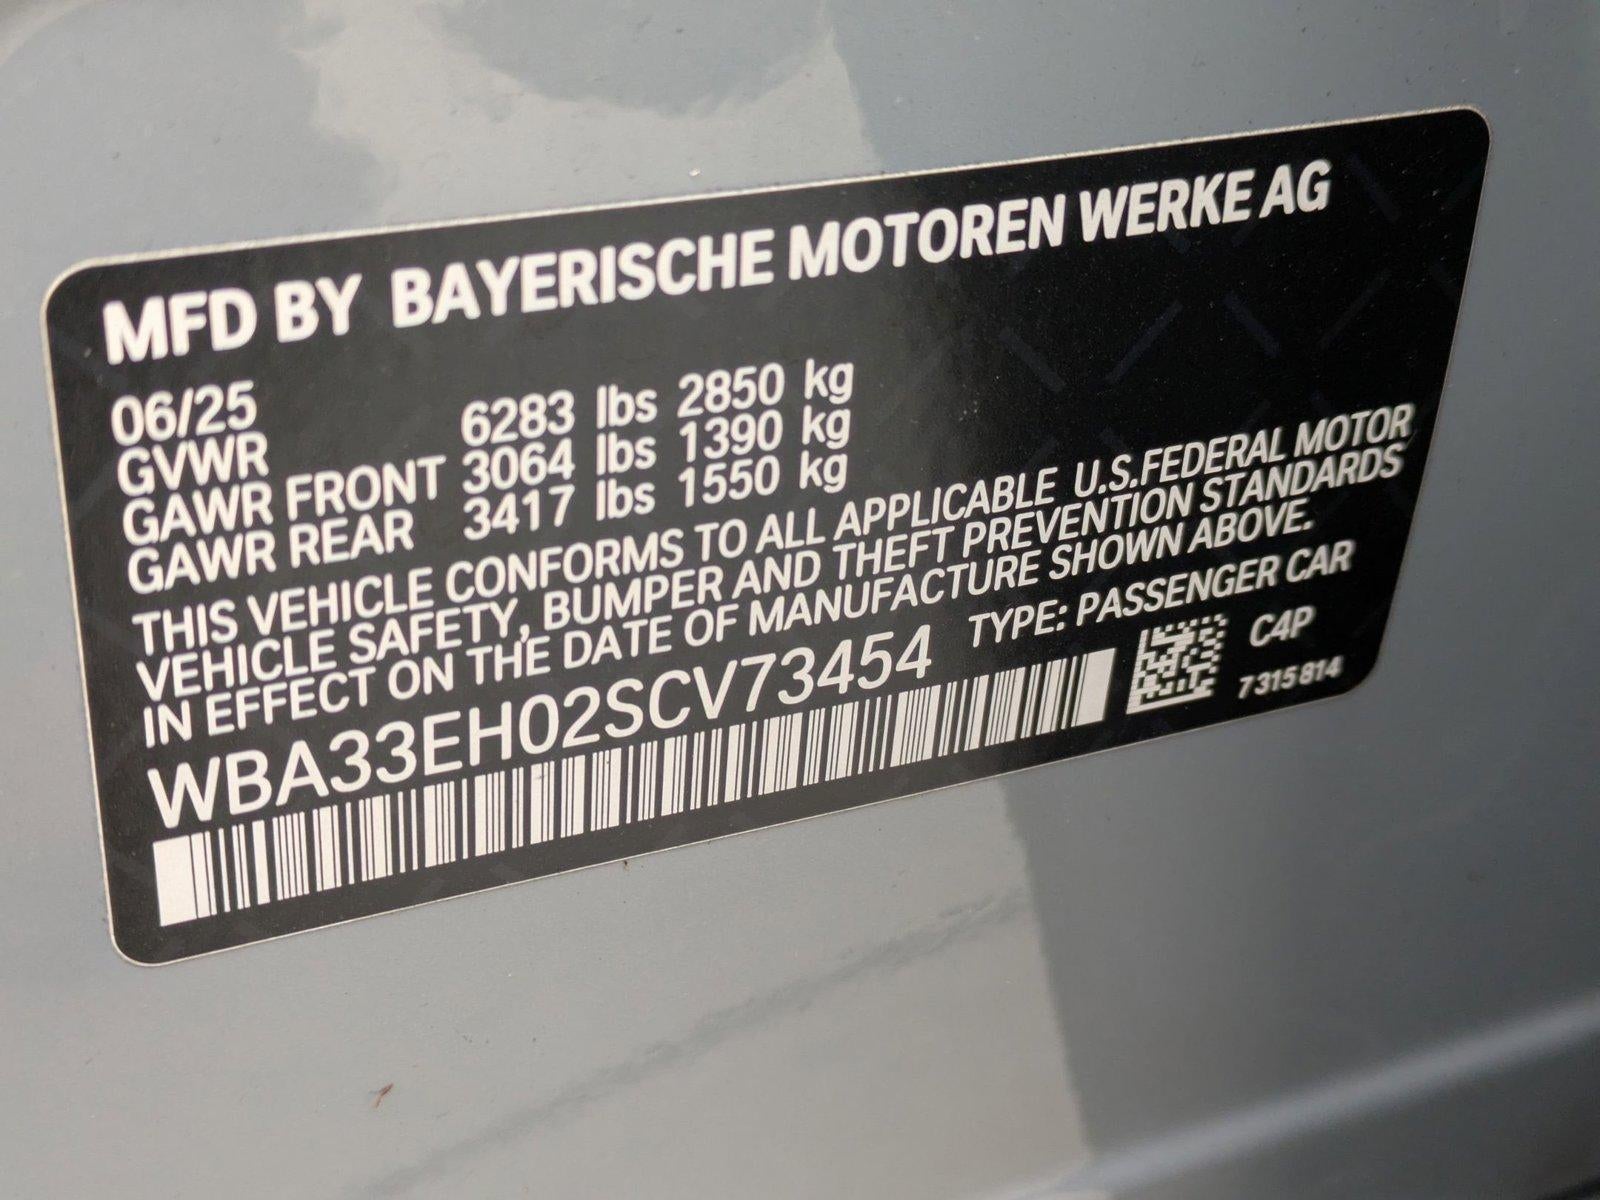 MFD BY BAYERISCHE MOTOREN WERKE AG
06/25
GVWR 6283 lbs 2850 kg
GAWR FRONT 3064 lbs 1390 kg
GAWR REAR 3417 lbs 1550 kg
THIS VEHICLE CONFORMS TO ALL APPLICABLE U.S.FEDERAL MOTOR
VEHICLE SAFETY, BUMPER AND THEFT PREVENTION STANDARDS
IN EFFECT ON THE DATE OF MANUFACTURE SHOWN ABOVE.
WBA33EH02SCV73454 TYPE: PASSENGER CAR
C4P
7315814